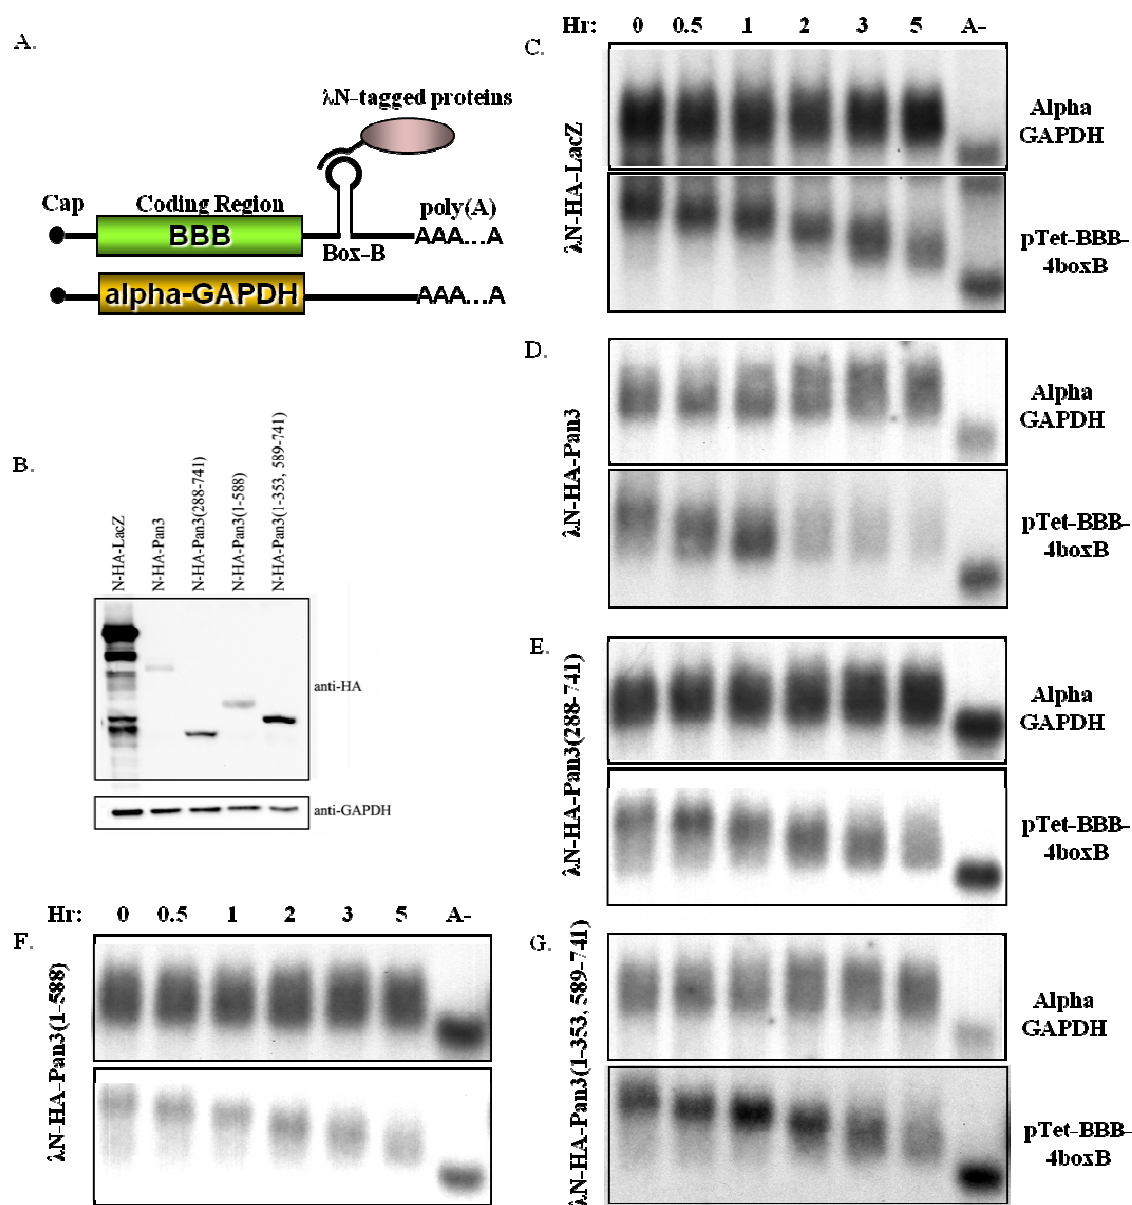 A.
λN-tagged proteins
Cap
Coding Region
poly(A)
BBB
AAA...A
Box-B
alpha-GAPDH
AAA...A
B.
N-HA-LacZ
N-HA-Pan3
N-HA-Pan3(288-741)
N-HA-Pan3(1-588)
N-HA-Pan3(1-353, 589-741)
anti-HA
anti-GAPDH
Hr: 0 0.5 1 2 3 5 A-
C.
λN-HA-LacZ
Alpha
GAPDH
pTet-BBB-
4boxB
D.
λN-HA-Pan3
Alpha
GAPDH
pTet-BBB-
4boxB
E.
λN-HA-Pan3(288-741)
Alpha
GAPDH
pTet-BBB-
4boxB
Hr: 0 0.5 1 2 3 5 A-
F.
λN-HA-Pan3(1-588)
G.
λN-HA-Pan3(1-353, 589-741)
Alpha
GAPDH
pTet-BBB-
4boxB